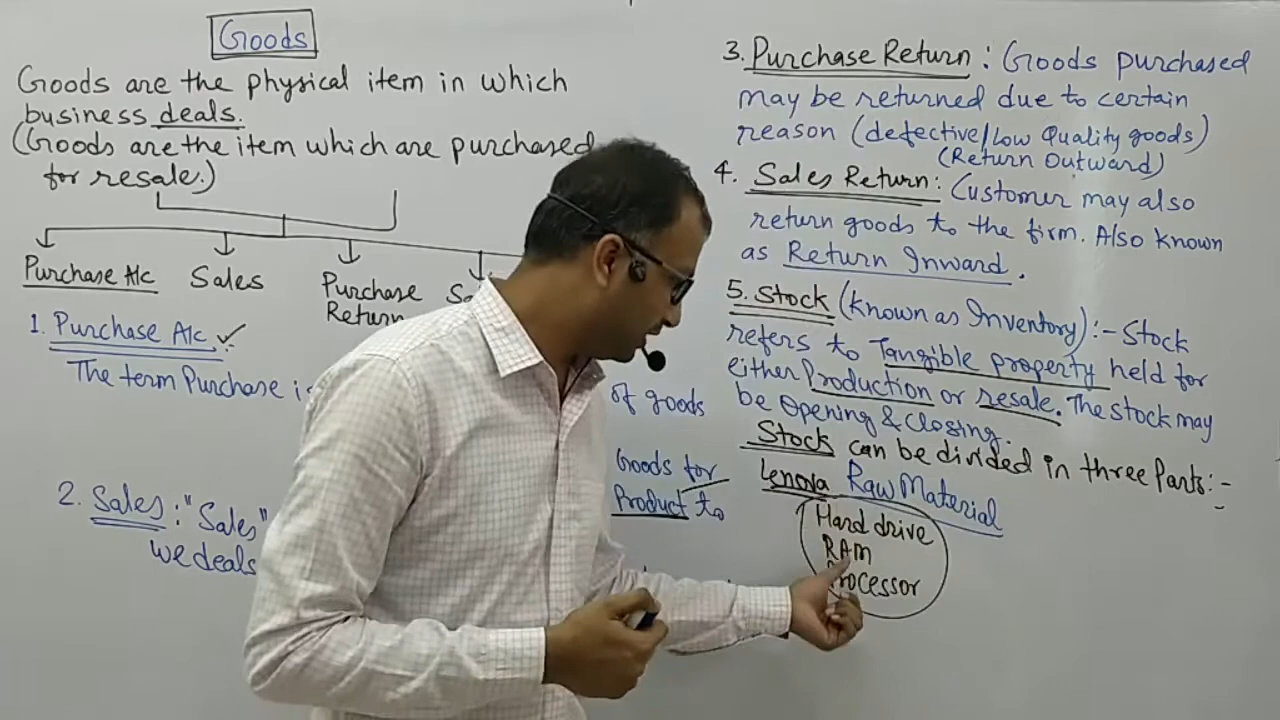 Goods
Goods are the physical item in which
business deals.
(Goods are the item which are purchased
for resale.)
Purchase A/c Sales Purchase
Return
1. Purchase A/c ✓
The term Purchase
of goods
Goods for
Product to
2. Sales: "Sales"
we deals
3. Purchase Return: Goods purchased
may be returned due to certain
reason (defective/Low Quality goods)
(Return Outward)
4. Sales Return: Customer may also
return goods to the firm. Also known
as Return Inward.
5. Stock (known as Inventory):- Stock
refers to Tangible property held for
either Production or resale. The stock may
be Opening & Closing.
Stock can be divided in three Parts:-
Lenova Raw Material
Hard drive
RAM
Processor